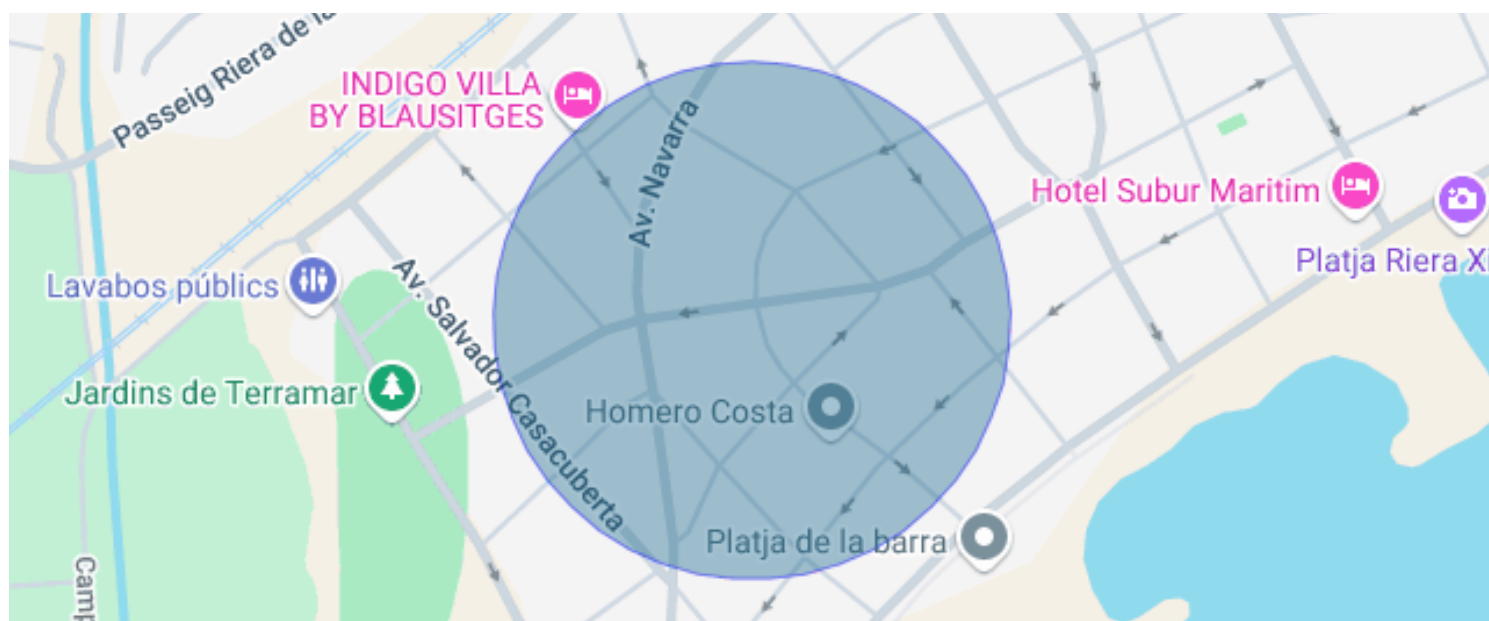 Passeig Riera de la
INDIGO VILLA
BY BLAUSITGES
Av. Navarra
Hotel Subur Maritim
Platja Riera Xi
Lavabos públics
Av. Salvador Casacuberta
Jardins de Terramar
Homero Costa
Platja de la barra
Camp